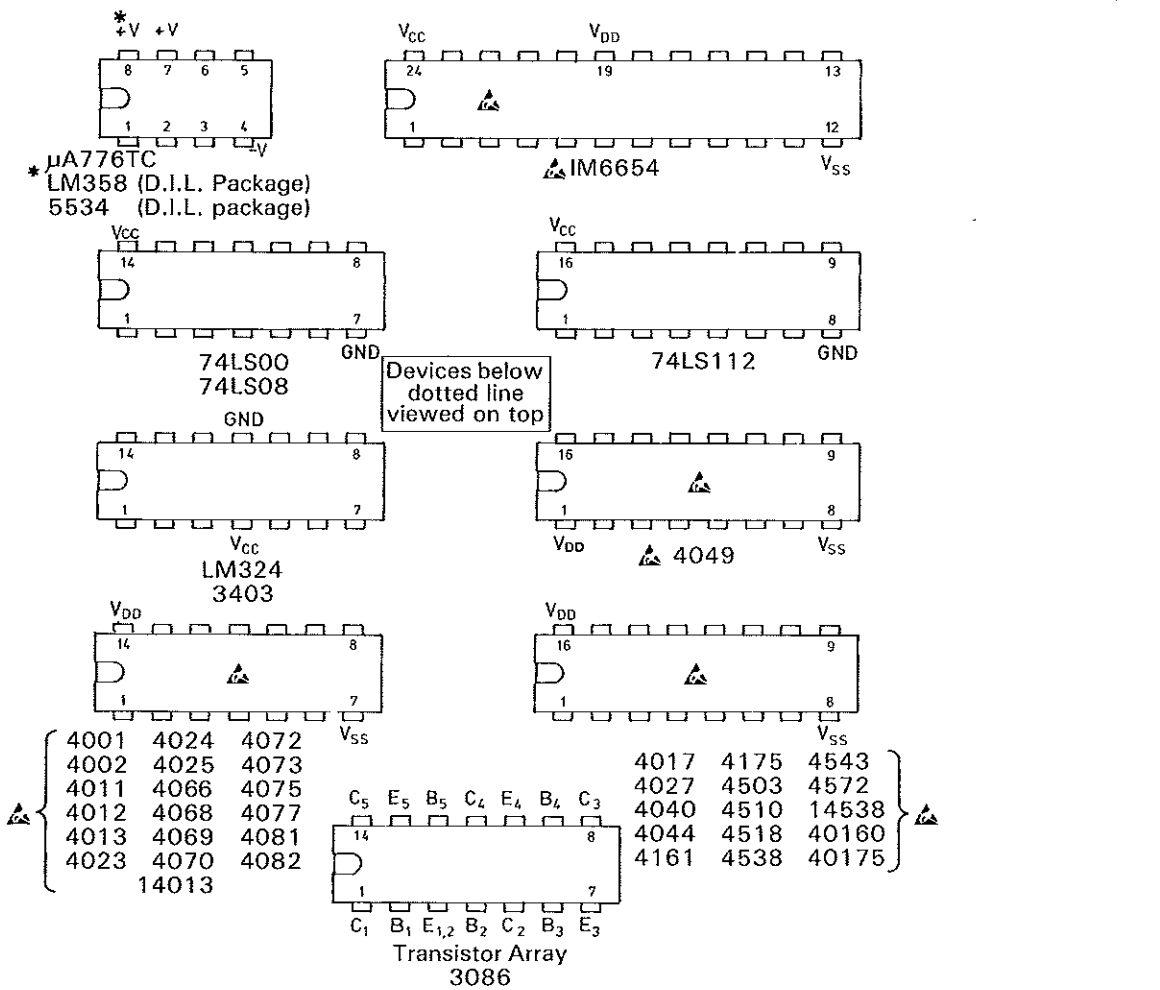 *
+V +V
8 7 6 5
1 2 3 4
-V
* µA776TC
LM358 (D.I.L. Package)
5534 (D.I.L. package)
VCC VDD
24 19 13
1 12
IM6654 VSS
VCC
14 8
1 7
GND
74LS00
74LS08
VCC
16 9
1 8
74LS112 GND
Devices below
dotted line
viewed on top
GND
14 8
1 7
VCC
LM324
3403
16 9
1 8
VDD 4049 VSS
VDD
14 8
1 7
VSS
4001 4024 4072
4002 4025 4073
4011 4066 4075
4012 4068 4077
4013 4069 4081
4023 4070 4082
14013
VDD
16 9
1 8
VSS
4017 4175 4543
4027 4503 4572
4040 4510 14538
4044 4518 40160
4161 4538 40175
C5 E5 B5 C4 E4 B4 C3
14 8
1 7
C1 B1 E1,2 B2 C2 B3 E3
Transistor Array
3086